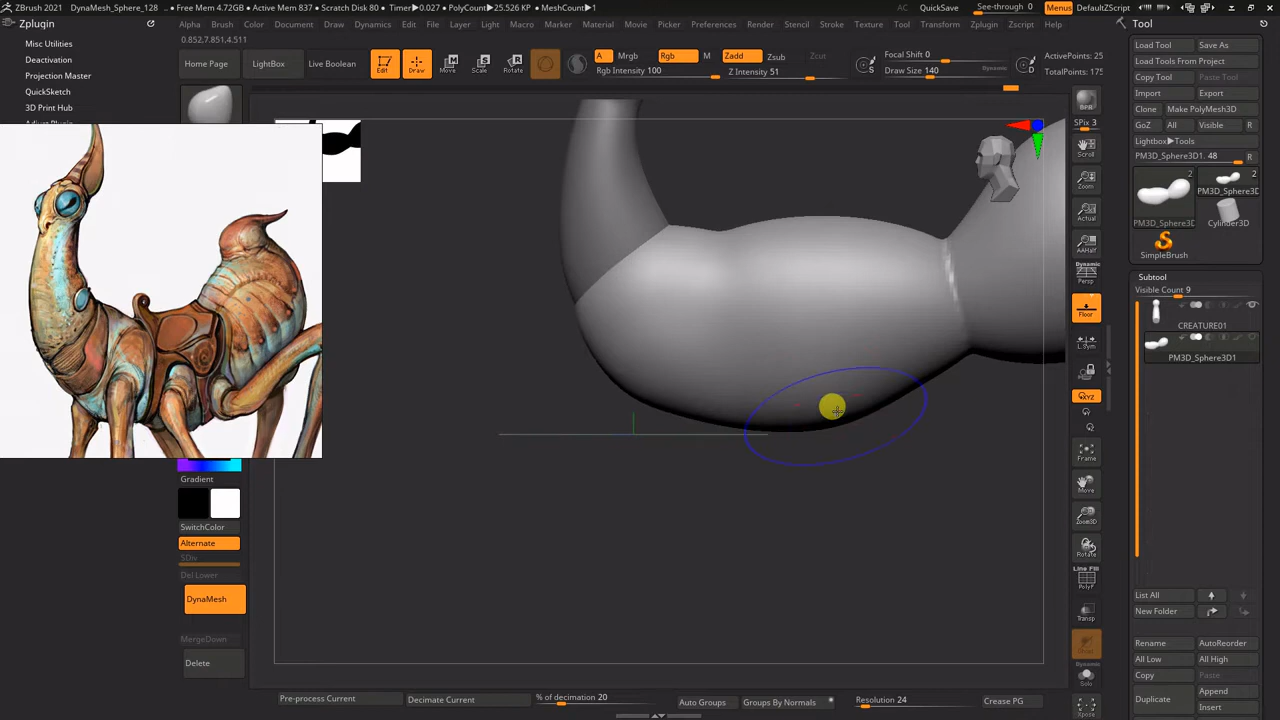 ZBrush 2021
DynaMesh_Sphere_128
. Free Mem 4.72GB • Active Mem 837 • Scratch Disk 80 • Timer▶0.027 • PolyCount▶25.526 KP • MeshCount▶1
AC
QuickSave
See-through 0
Menus
DefaultZScript
Zplugin
Alpha Brush Color Document Draw Dynamics Edit File Layer Light Macro Marker Material Movie Picker Preferences Render Stencil Stroke Texture Tool Transform Zplugin Zscript Help
Tool
0.852,7.851,4.511
Misc Utilities
Deactivation
Projection Master
QuickSketch
3D Print Hub
Home Page
LightBox
Live Boolean
Edit
Draw
Move
Scale
Rotate
A
Mrgb
Rgb
M
Zadd
Zsub
Zcut
Rgb Intensity 100
Z Intensity 51
Focal Shift 0
Draw Size 140
Dynamic
S
D
ActivePoints: 25
TotalPoints: 175
Load Tool
Save As
Load Tools From Project
Copy Tool
Paste Tool
Import
Export
Clone
Make PolyMesh3D
GoZ
All
Visible
R
Lightbox▶Tools
PM3D_Sphere3D1. 48
R
2
2
PM3D_Sphere3D
PM3D_Sphere3D
Cylinder3D
SimpleBrush
Subtool
Visible Count 9
CREATURE01
PM3D_Sphere3D1
List All
New Folder
Rename
AutoReorder
All Low
All High
Copy
Paste
Duplicate
Append
Insert
BPR
SPix 3
Scroll
Zoom
Actual
AAHalf
Dynamic
Persp
Floor
L.Sym
XYZ
Frame
Move
Zoom3D
Rotate
Line Fill
PolyF
Transp
Dynamic
Solo
Xpose
Gradient
SwitchColor
Alternate
SDiv
Del Lower
DynaMesh
MergeDown
Delete
Pre-process Current
Decimate Current
% of decimation 20
Auto Groups
Groups By Normals
Resolution 24
Crease PG